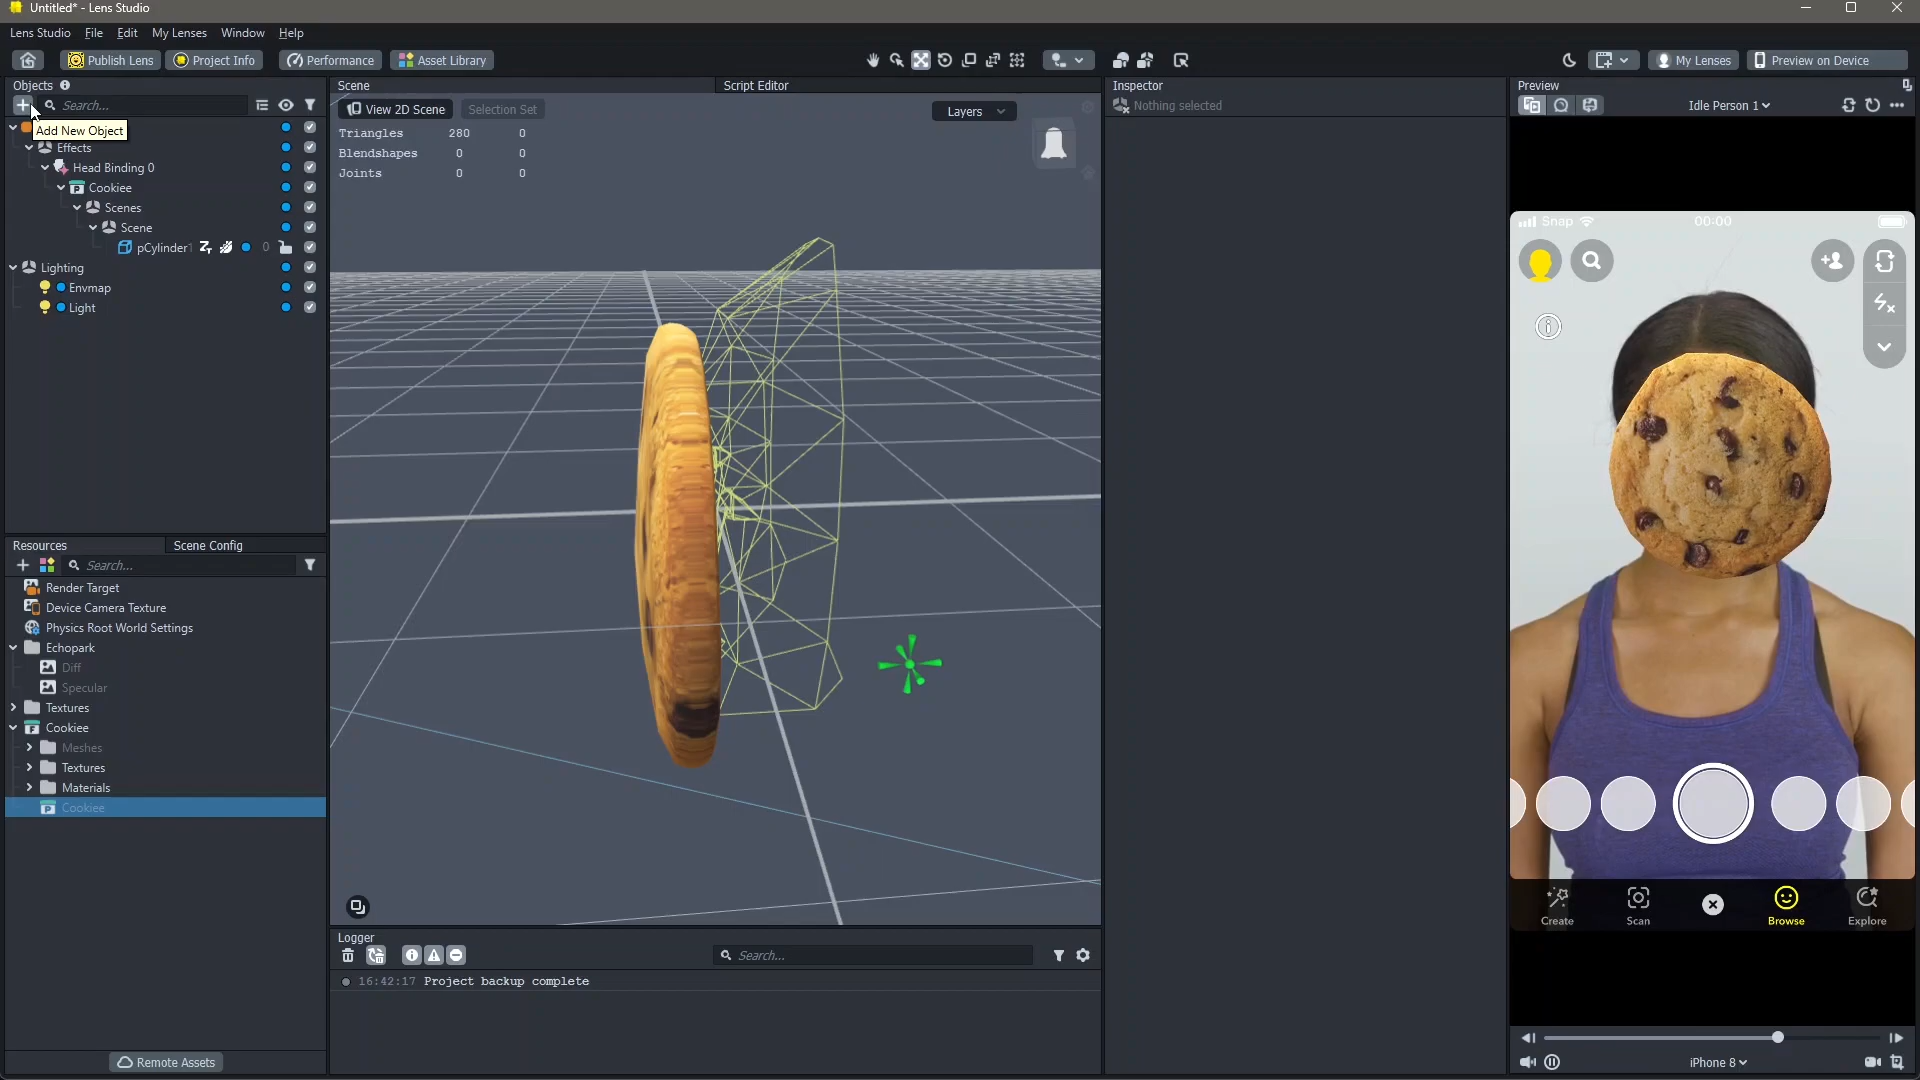 Untitled* - Lens Studio
Lens Studio File Edit My Lenses Window Help
Publish Lens Project Info Performance Asset Library My Lenses Preview on Device
Objects
Search...
Add New Object
Effects
Head Binding 0
Cookiee
Scenes
Scene
pCylinder1 0
Lighting
Envmap
Light
Resources Scene Config
Search...
Render Target
Device Camera Texture
Physics Root World Settings
Echopark
Diff
Specular
Textures
Cookiee
Meshes
Textures
Materials
Cookiee
Remote Assets
Scene Script Editor
View 2D Scene Selection Set Layers
Triangles 280 0
Blendshapes 0 0
Joints 0 0
Logger
Search...
16:42:17 Project backup complete
Inspector
Nothing selected
Preview
Idle Person 1
Snap 00:00
Create Scan Browse Explore
iPhone 8